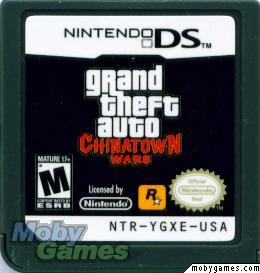 NINTENDO DS™
grand
theft
auto
CHINATOWN
WARS
MATURE 17+
M
CONTENT RATED BY
ESRB
Licensed by
Nintendo
R
Official
Nintendo
Seal
NTR-YGXE-USA
Moby
Games
mobygames.com